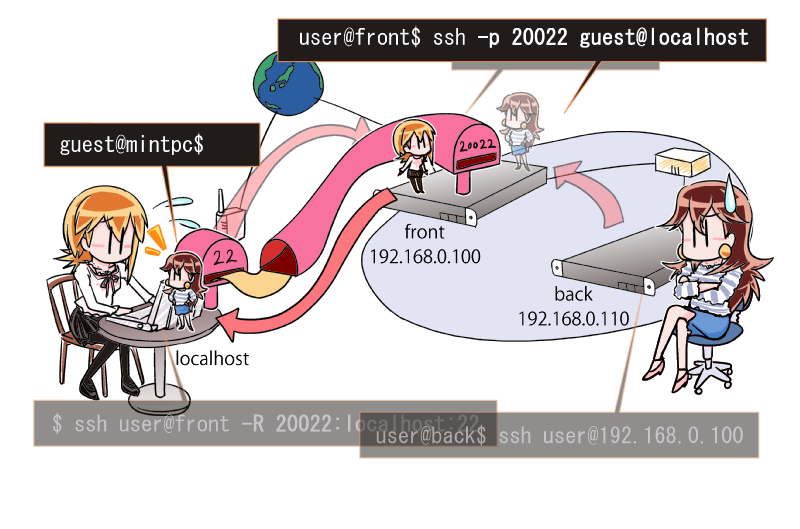 user@front$ ssh -p 20022 guest@localhost
guest@mintpc$
20022
front
192.168.0.100
22
back
192.168.0.110
localhost
$ ssh user@front -R 20022:localhost:22
user@back$ ssh user@192.168.0.100